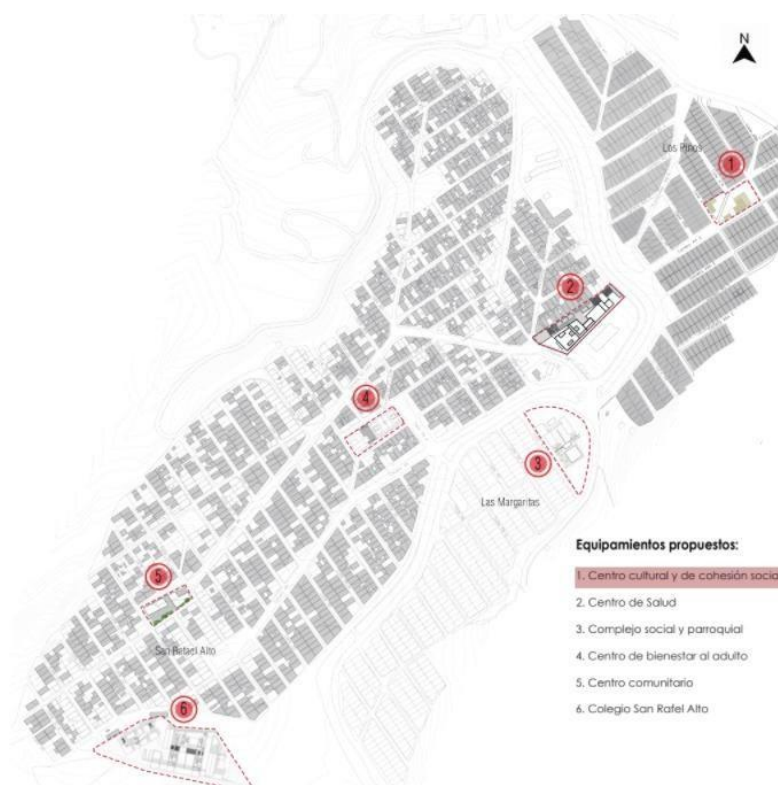 N
Los Pinos
1
2
4
3
Las Margaritas
5
San Rafael Alto
6
Equipamientos propuestos:
1. Centro cultural y de cohesión social
2. Centro de Salud
3. Complejo social y parroquial
4. Centro de bienestar al adulto
5. Centro comunitario
6. Colegio San Rafel Alto